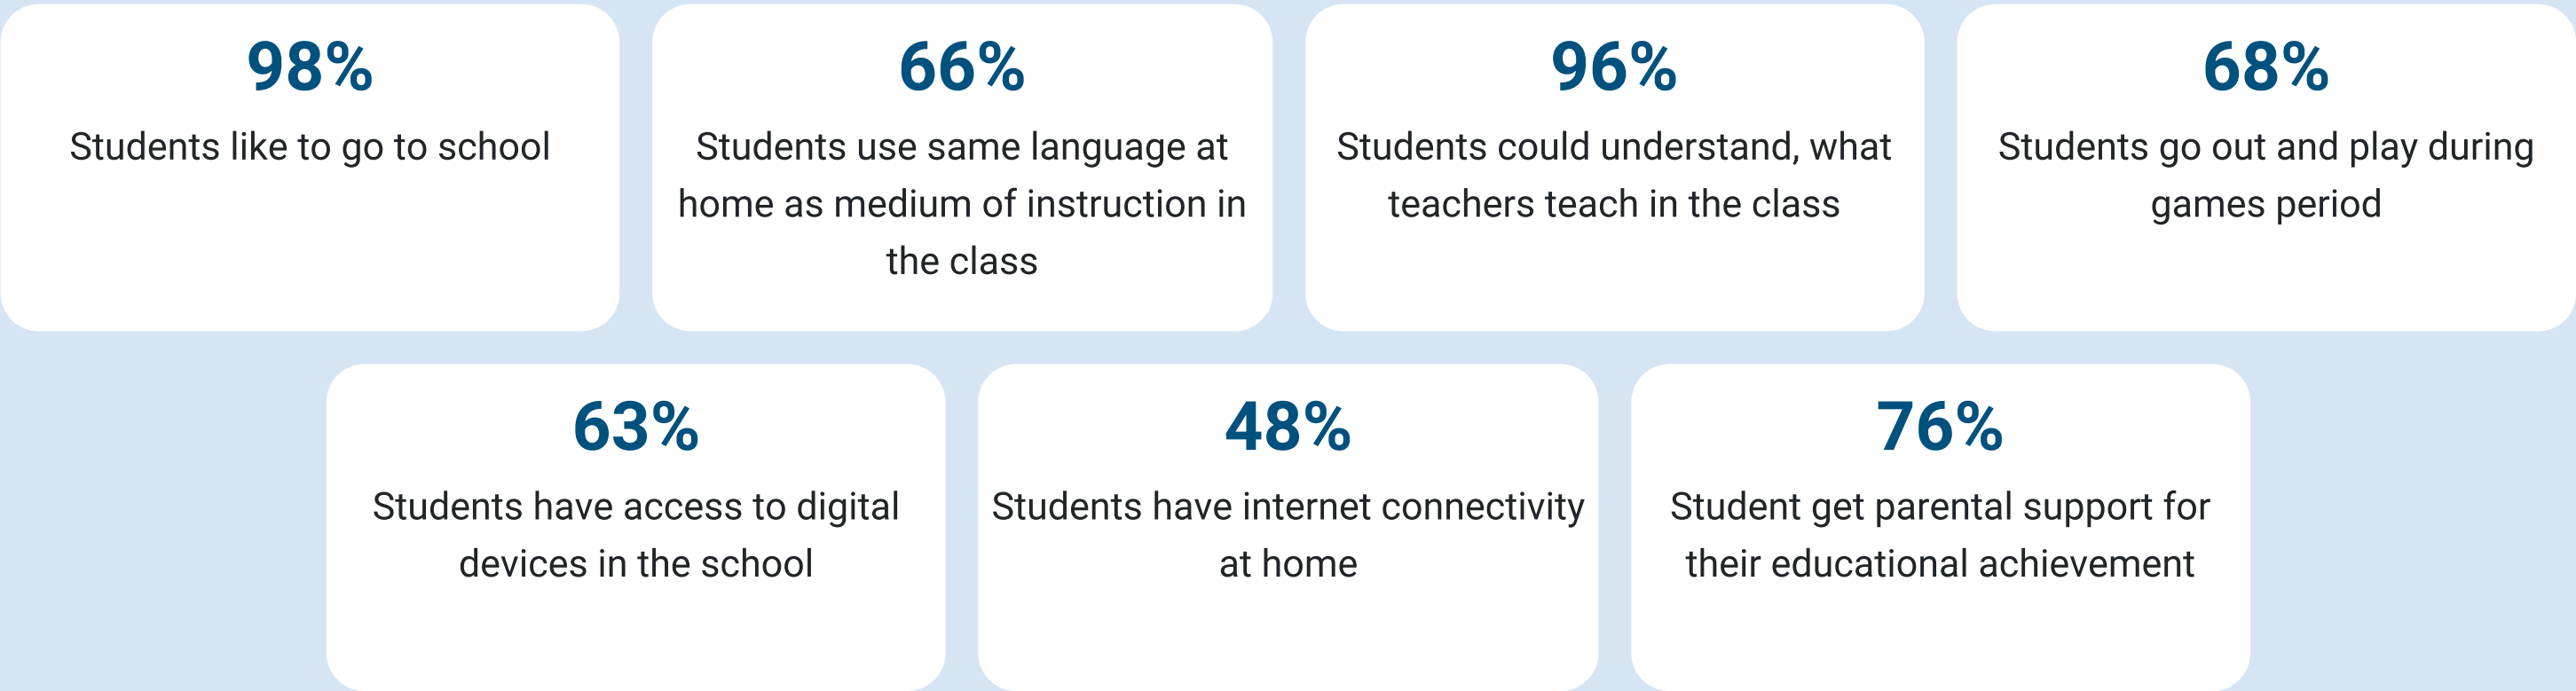 98%
Students like to go to school
66%
Students use same language at
home as medium of instruction in
the class
96%
Students could understand, what
teachers teach in the class
68%
Students go out and play during
games period
63%
Students have access to digital
devices in the school
48%
Students have internet connectivity
at home
76%
Student get parental support for
their educational achievement